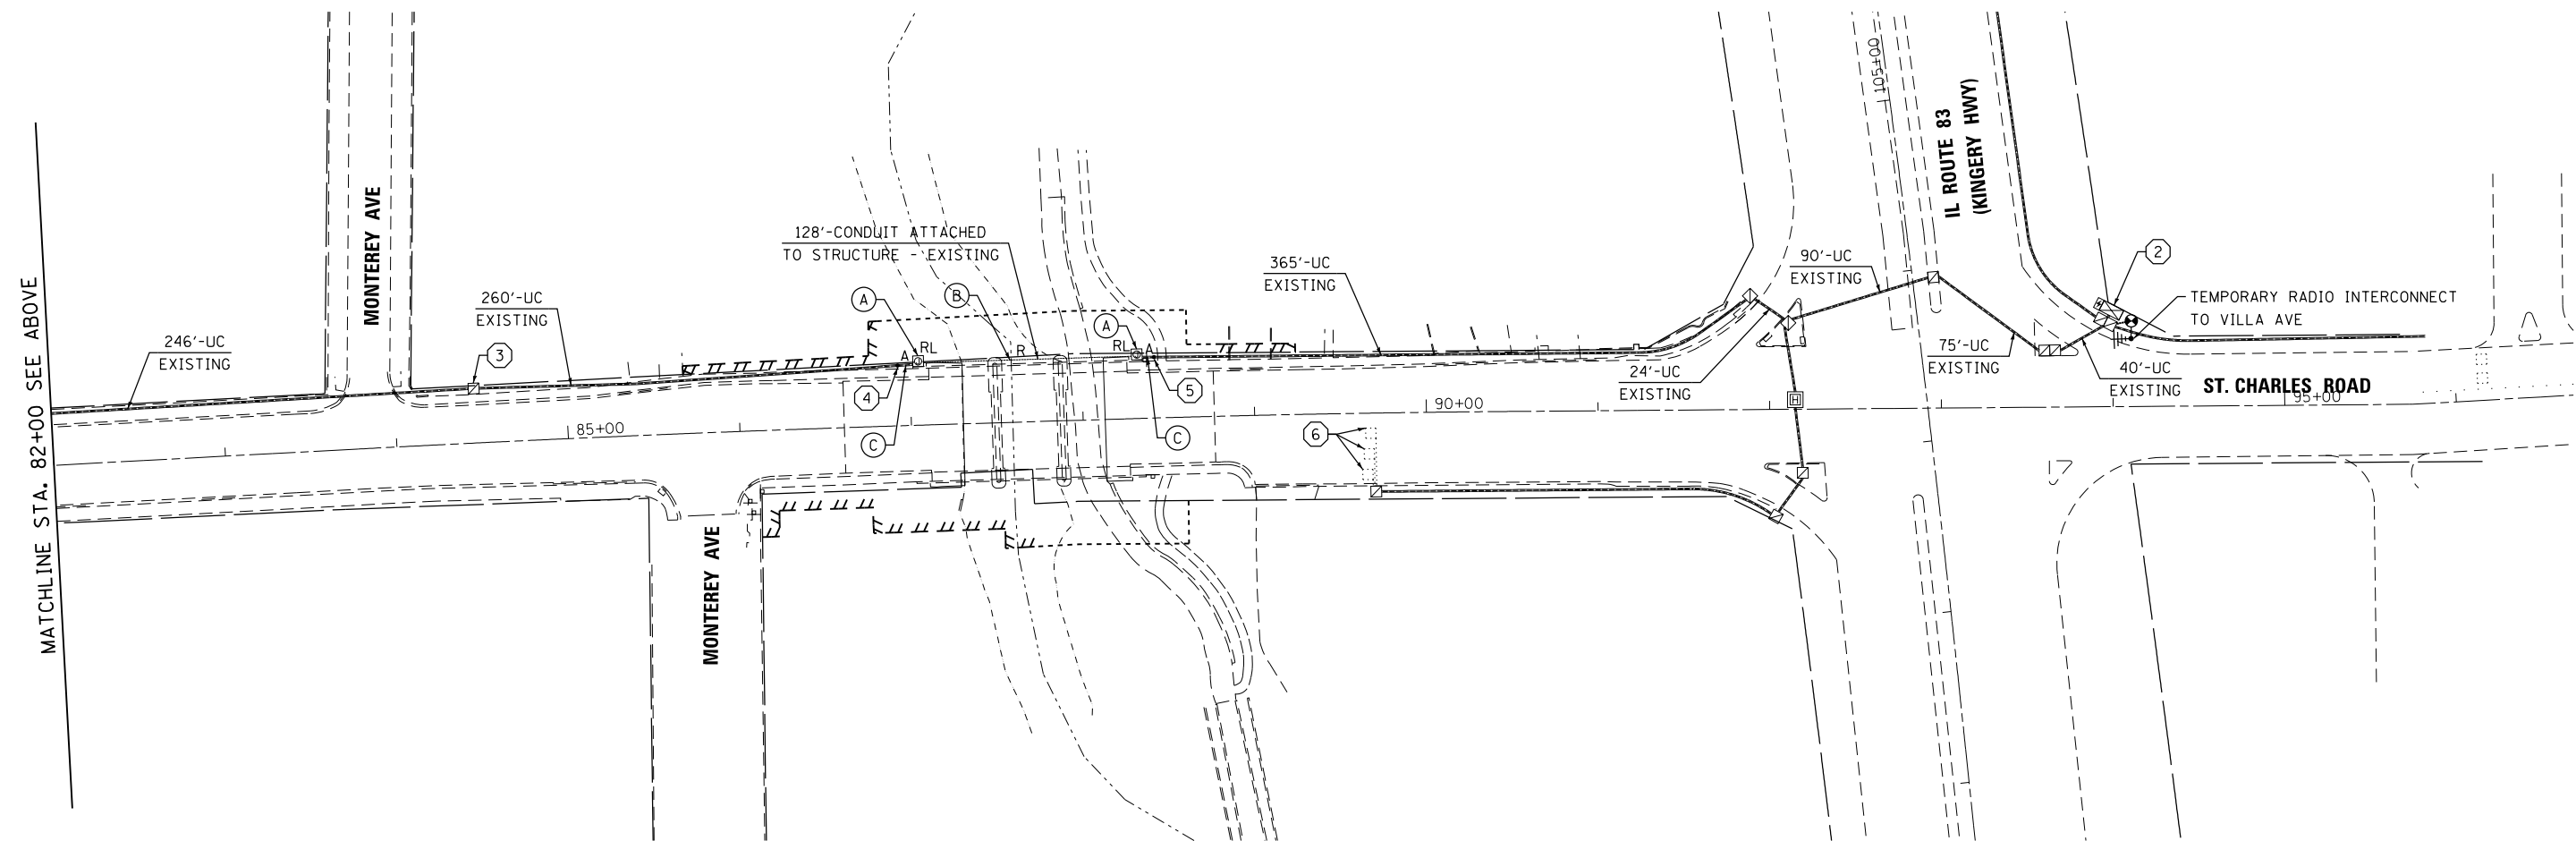 MATCHLINE STA. 82+00 SEE ABOVE
246'-UC
EXISTING
MONTEREY AVE
260'-UC
EXISTING
3
85+00
MONTEREY AVE
128'-CONDUIT ATTACHED
TO STRUCTURE - EXISTING
A
B
A
A
RL
R
RL
A
4
5
C
C
365'-UC
EXISTING
90+00
6
24'-UC
EXISTING
H
90'-UC
EXISTING
105+00
IL ROUTE 83
(KINGERY HWY)
75'-UC
EXISTING
40'-UC
EXISTING
2
TEMPORARY RADIO INTERCONNECT
TO VILLA AVE
ST. CHARLES ROAD
95+00